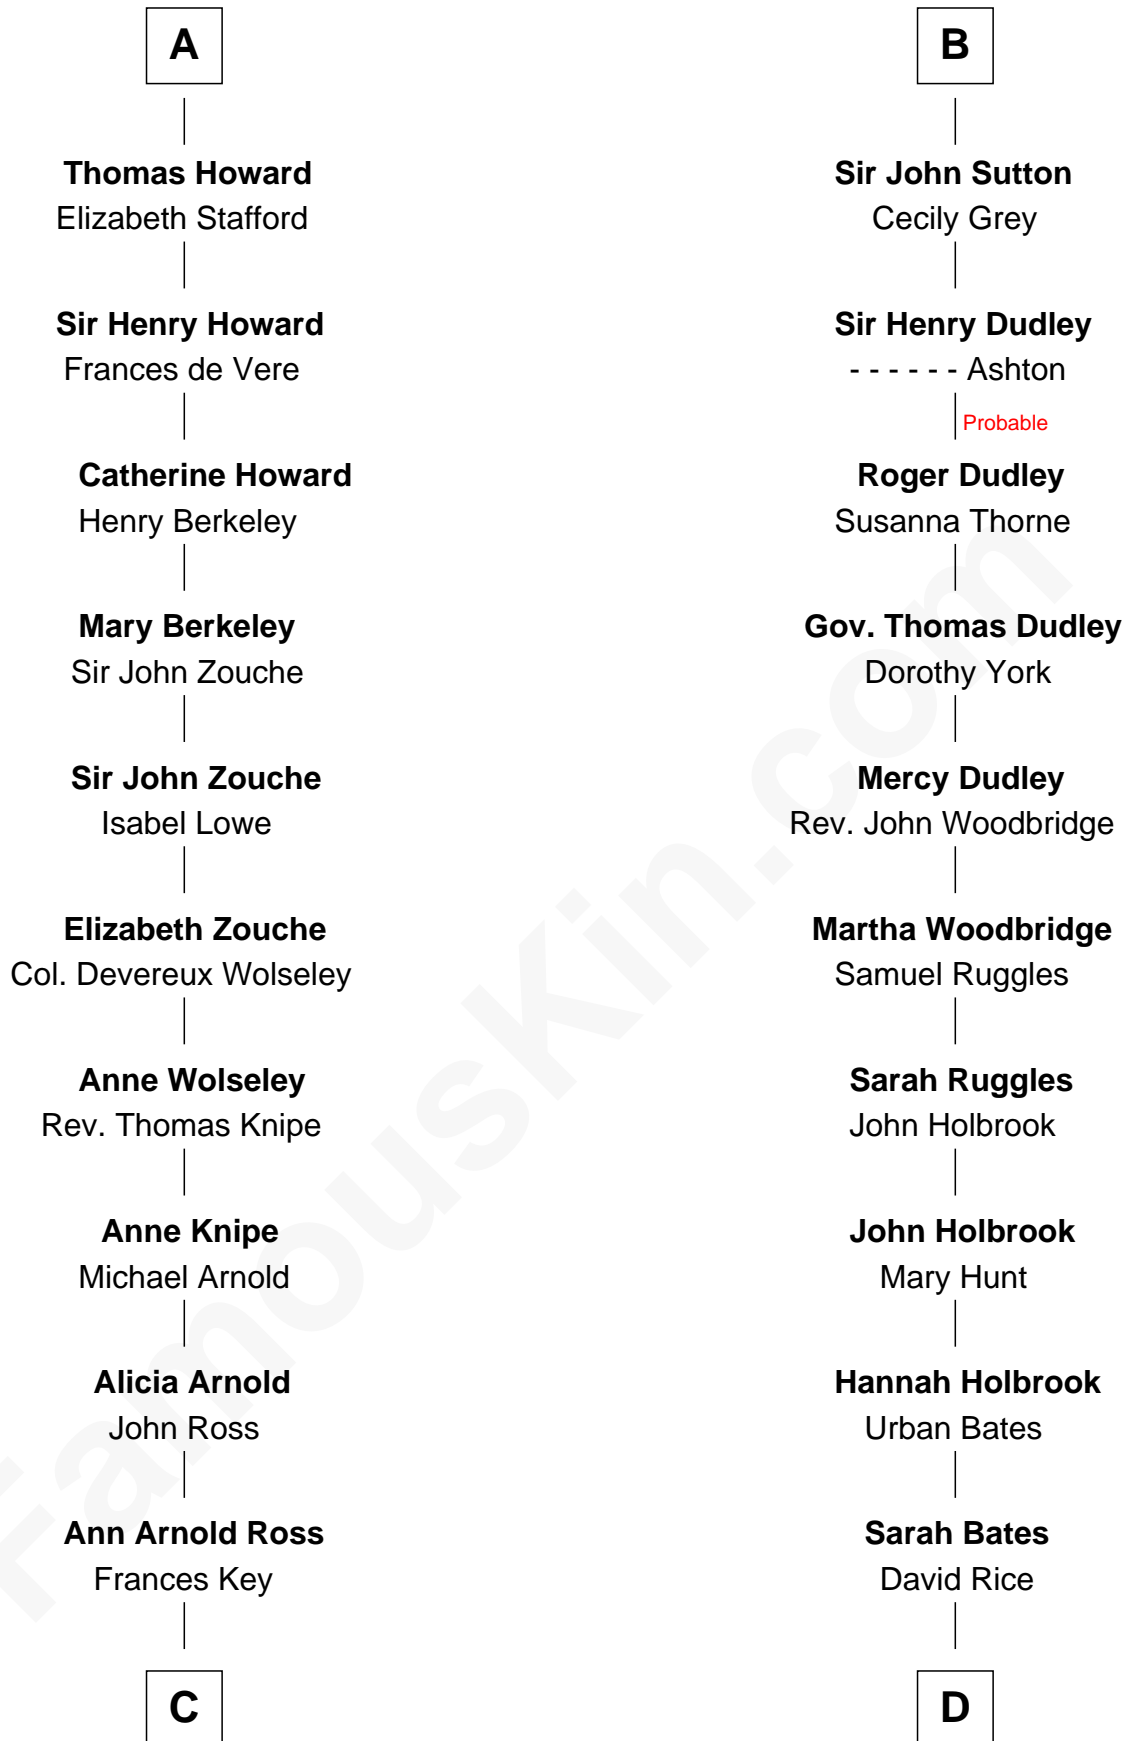 A
Thomas Howard
Elizabeth Stafford
Sir Henry Howard
Frances de Vere
Catherine Howard
Henry Berkeley
Mary Berkeley
Sir John Zouche
Sir John Zouche
Isabel Lowe
Elizabeth Zouche
Col. Devereux Wolseley
Anne Wolseley
Rev. Thomas Knipe
Anne Knipe
Michael Arnold
Alicia Arnold
John Ross
Ann Arnold Ross
Frances Key
C
B
Sir John Sutton
Cecily Grey
Sir Henry Dudley
- - - - - - Ashton
Probable
Roger Dudley
Susanna Thorne
Gov. Thomas Dudley
Dorothy York
Mercy Dudley
Rev. John Woodbridge
Martha Woodbridge
Samuel Ruggles
Sarah Ruggles
John Holbrook
John Holbrook
Mary Hunt
Hannah Holbrook
Urban Bates
Sarah Bates
David Rice
D
FamousKin.com